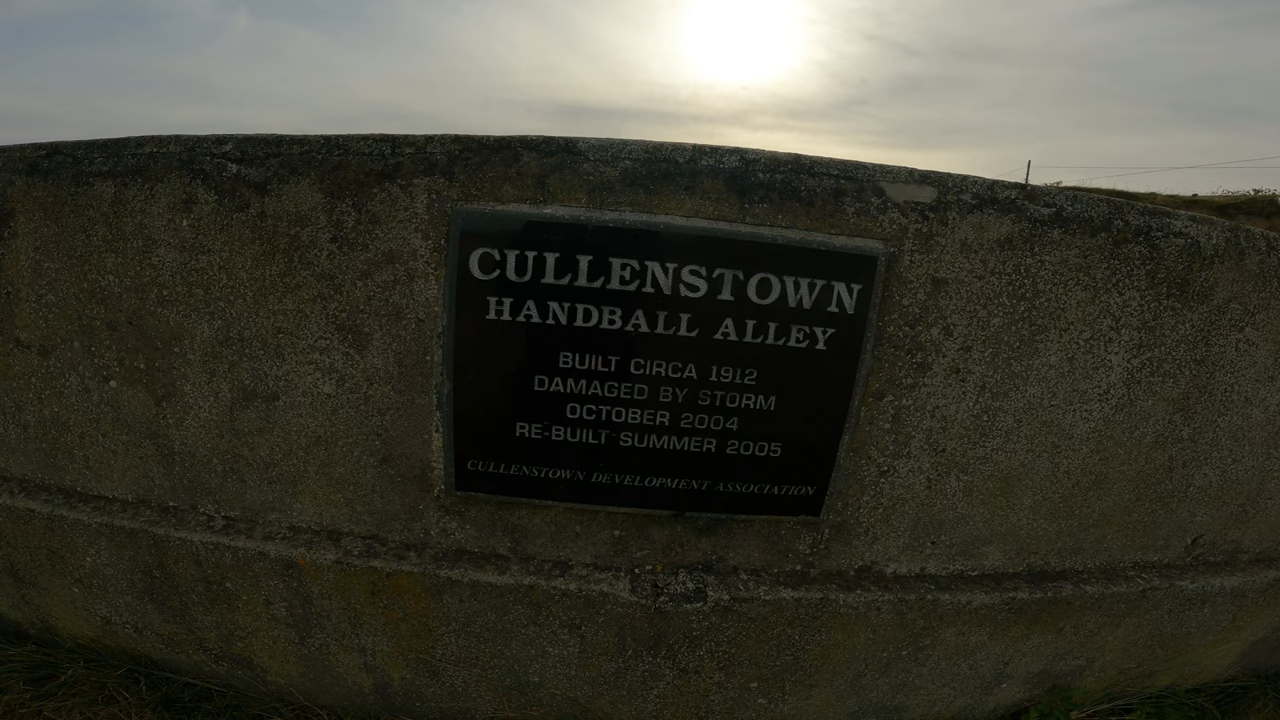 CULLENSTOWN
HANDBALL ALLEY
BUILT CIRCA 1912
DAMAGED BY STORM
OCTOBER 2004
RE-BUILT SUMMER 2005
CULLENSTOWN DEVELOPMENT ASSOCIATION